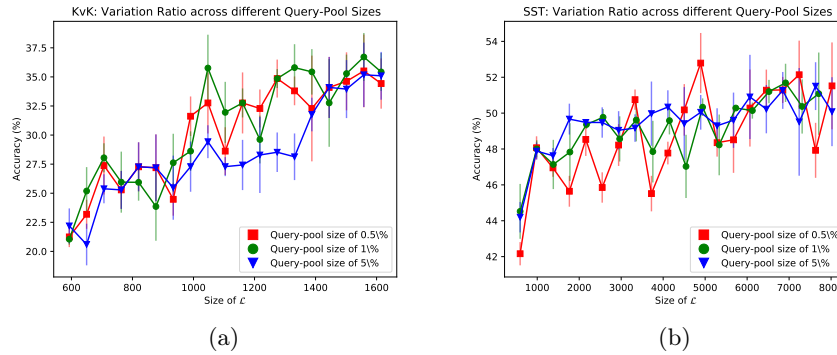 KvK: Variation Ratio across different Query-Pool Sizes
37.5
35.0
32.5
30.0
27.5
25.0
22.5
20.0
Accuracy (%)
Query-pool size of 0.5\%
Query-pool size of 1\%
Query-pool size of 5\%
600 800 1000 1200 1400 1600
Size of ℒ
(a)
SST: Variation Ratio across different Query-Pool Sizes
54
52
50
48
46
44
42
Accuracy (%)
Query-pool size of 0.5\%
Query-pool size of 1\%
Query-pool size of 5\%
1000 2000 3000 4000 5000 6000 7000 800
Size of ℒ
(b)